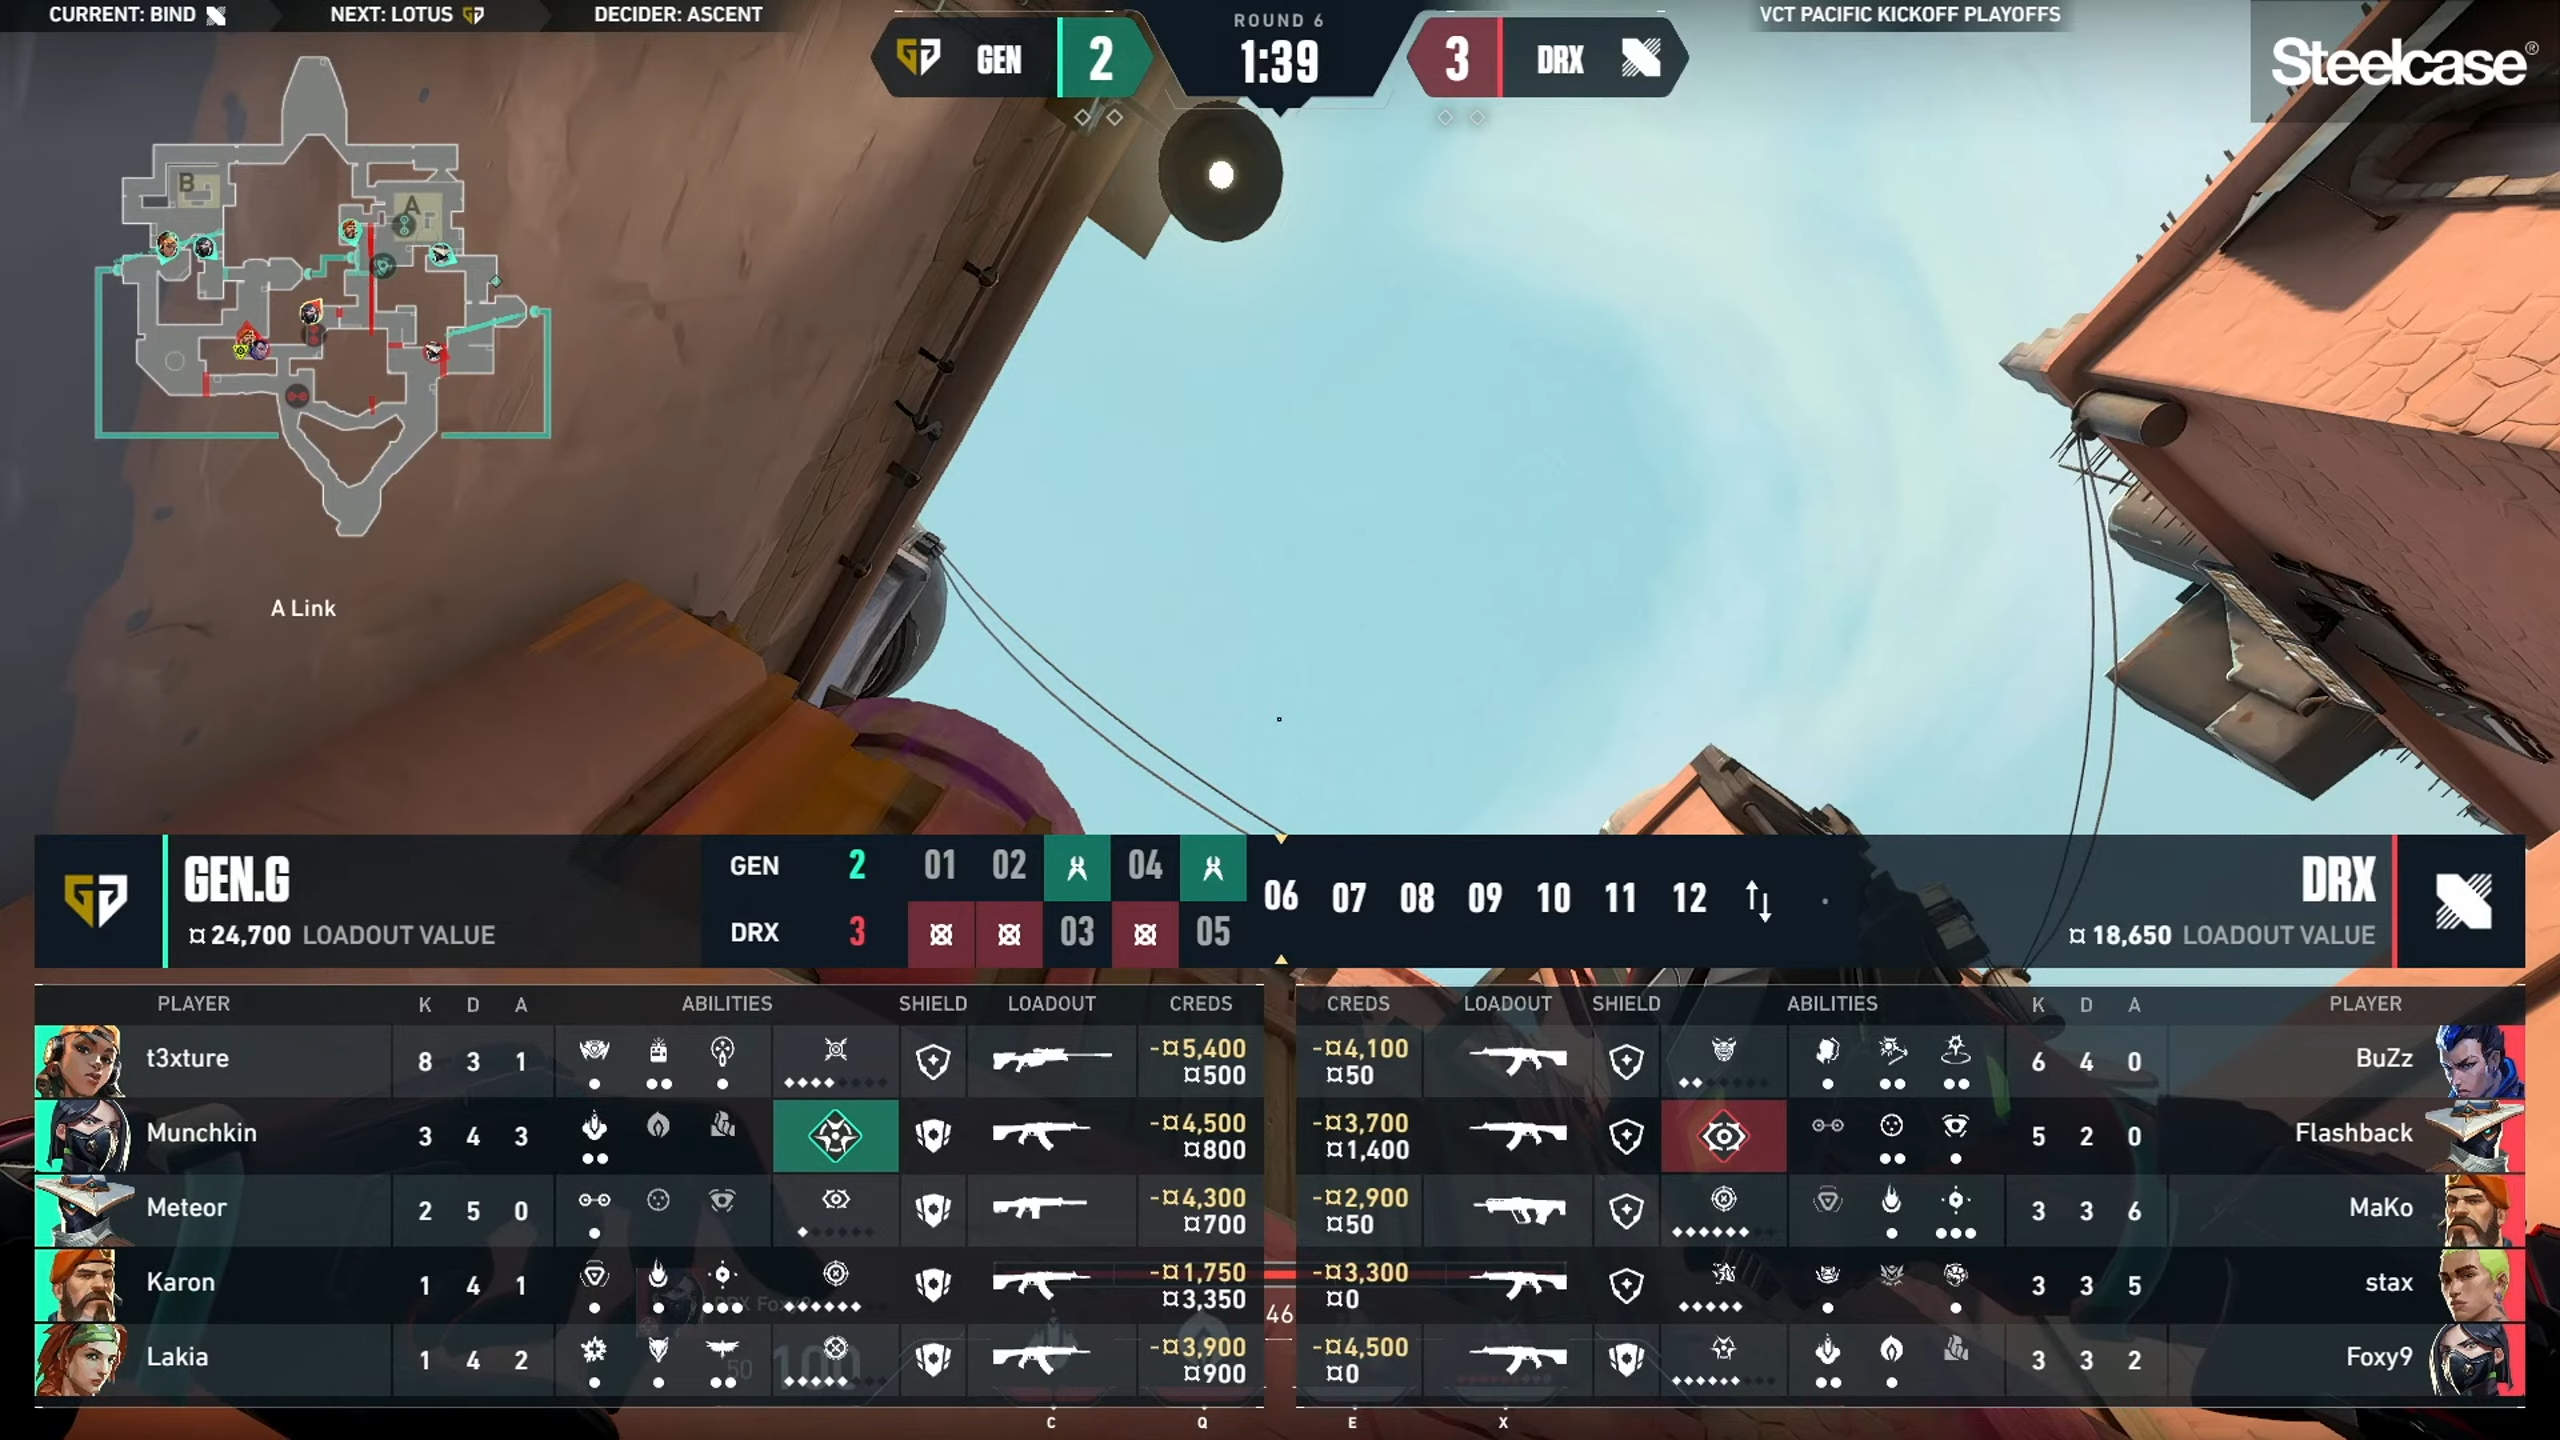 CURRENT: BIND
NEXT: LOTUS
DECIDER: ASCENT
GEN
2
ROUND 6
1:39
3
DRX
VCT PACIFIC KICKOFF PLAYOFFS
Steelcase®
B
A
A Link
GEN.G
¤ 24,700 LOADOUT VALUE
GEN 2 01 02 04
DRX 3 03 05
06 07 08 09 10 11 12
DRX
¤ 18,650 LOADOUT VALUE
PLAYER K D A ABILITIES SHIELD LOADOUT CREDS
t3xture 8 3 1 -¤5,400 ¤500
Munchkin 3 4 3 -¤4,500 ¤800
Meteor 2 5 0 -¤4,300 ¤700
Karon 1 4 1 -¤1,750 ¤3,350
Lakia 1 4 2 -¤3,900 ¤900
CREDS LOADOUT SHIELD ABILITIES K D A PLAYER
-¤4,100 ¤50 6 4 0 BuZz
-¤3,700 ¤1,400 5 2 0 Flashback
-¤2,900 ¤50 3 3 6 MaKo
-¤3,300 ¤0 3 3 5 stax
-¤4,500 ¤0 3 3 2 Foxy9
46
50
100
C Q E X